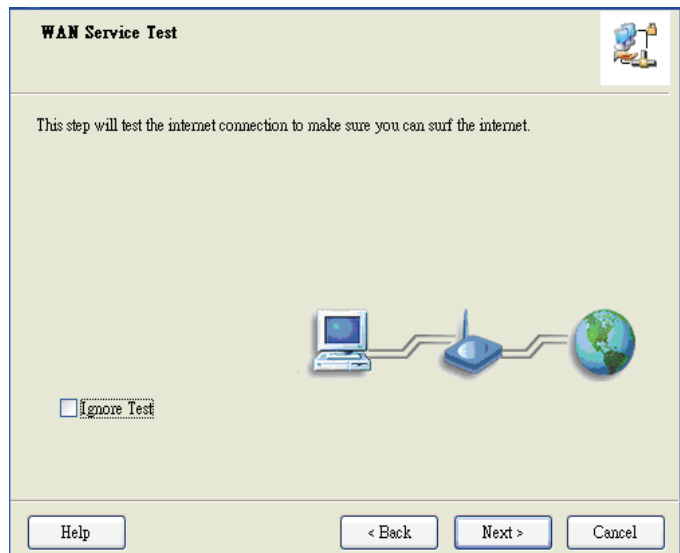 WAN Service Test
This step will test the internet connection to make sure you can surf the internet.
Ignore Test
Help
< Back
Next >
Cancel